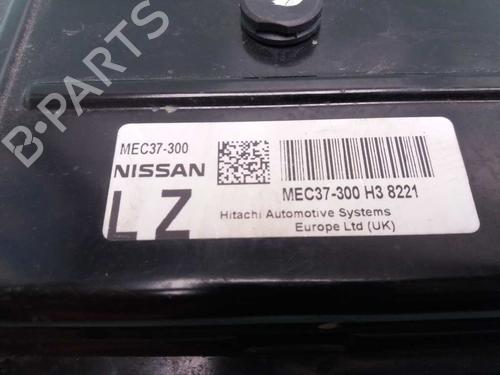 B-PARTS
MEC37-300
NISSAN
LZ
MEC37-300 H3 8221
Hitachi Automotive Systems
Europe Ltd (UK)